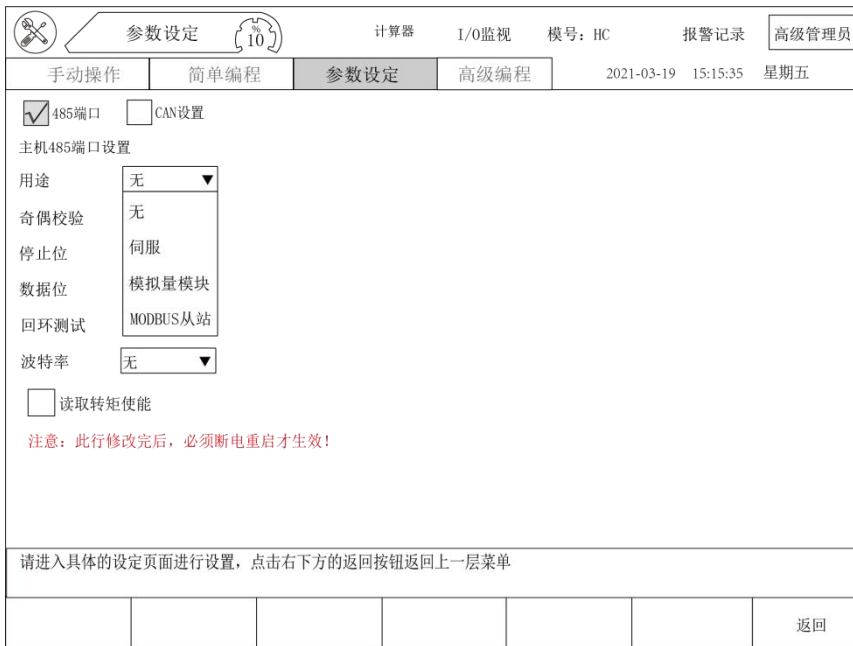 参数设定 % 10 计算器 I/O监视 模号：HC 报警记录 高级管理员
手动操作 简单编程 参数设定 高级编程 2021-03-19 15:15:35 星期五
485端口 CAN设置
主机485端口设置
用途 无
奇偶校验 无
停止位 伺服
数据位 模拟量模块
回环测试 MODBUS从站
波特率 无
读取转矩使能
注意：此行修改完后，必须断电重启才生效！
请进入具体的设定页面进行设置，点击右下方的返回按钮返回上一层菜单
返回